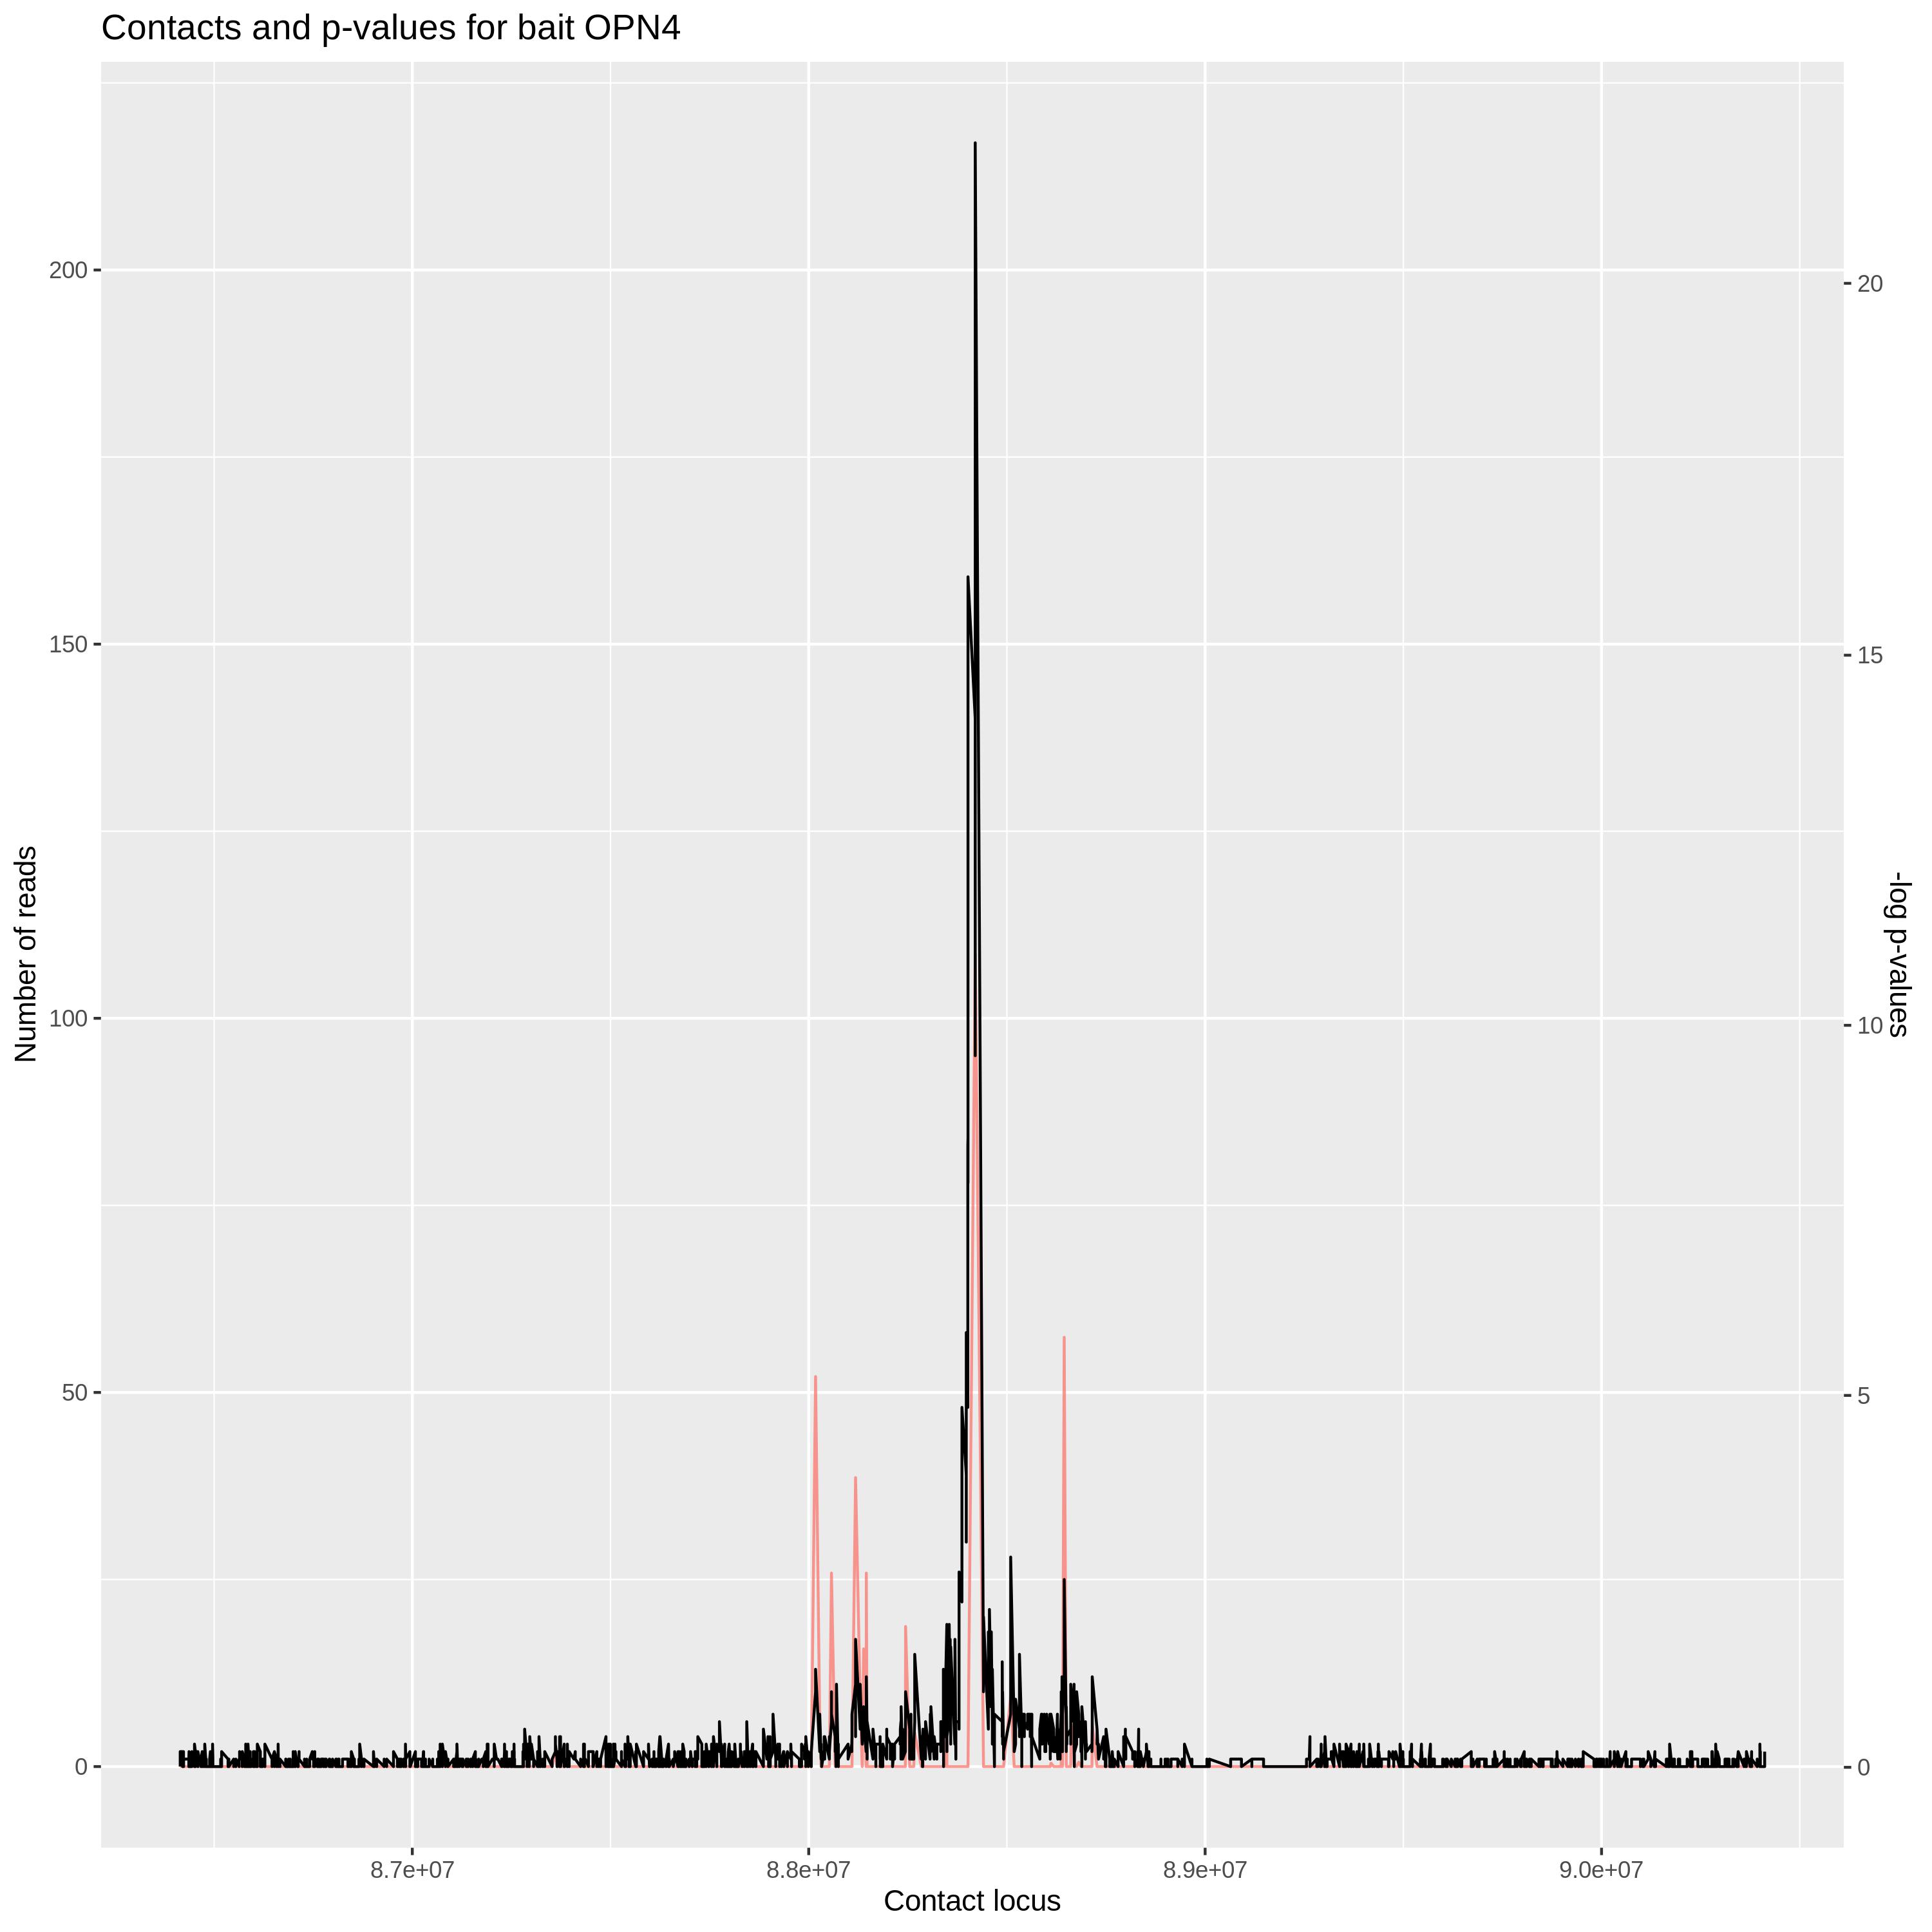 Contacts and p-values for bait OPN4
200
150
100
50
0
Number of reads
20
15
10
5
0
-log p-values
8.7e+07
8.8e+07
8.9e+07
9.0e+07
Contact locus